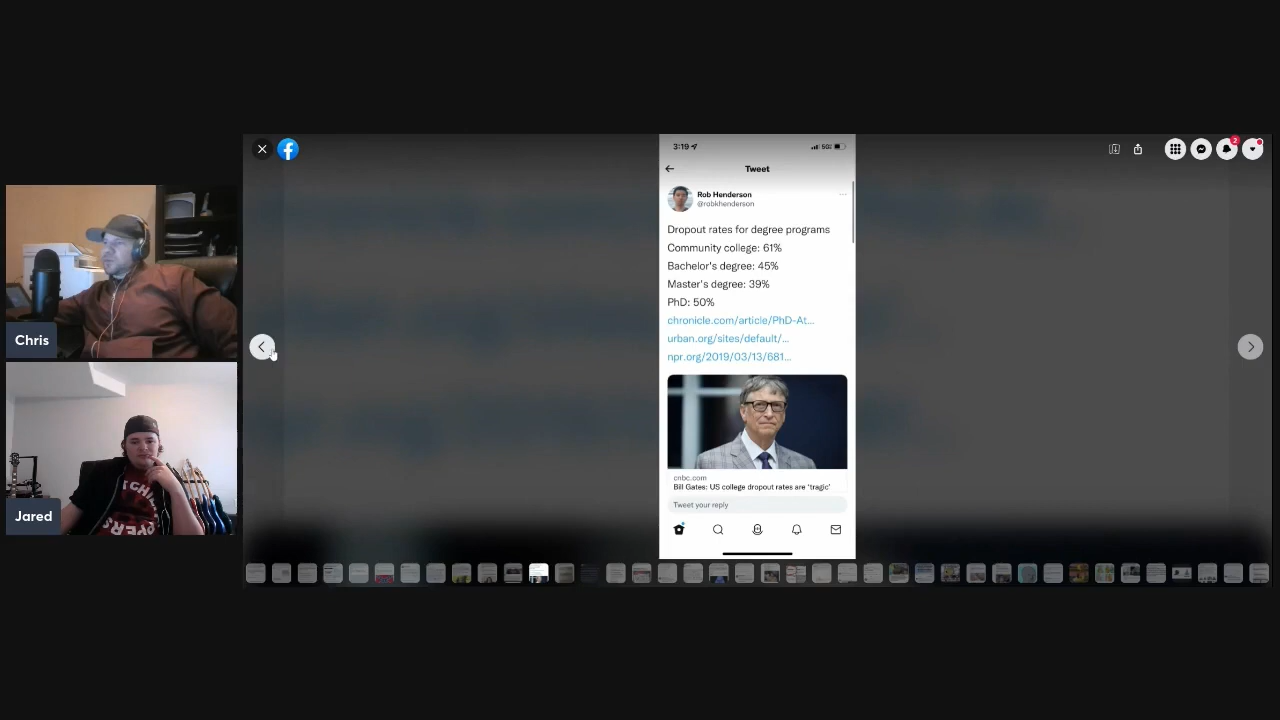 3:19
5G
Tweet
Rob Henderson
@robkhenderson
Dropout rates for degree programs
Community college: 61%
Bachelor's degree: 45%
Master's degree: 39%
PhD: 50%
chronicle.com/article/PhD-At...
urban.org/sites/default/...
npr.org/2019/03/13/681...
cnbc.com
Bill Gates: US college dropout rates are 'tragic'
Tweet your reply
2
Chris
Jared